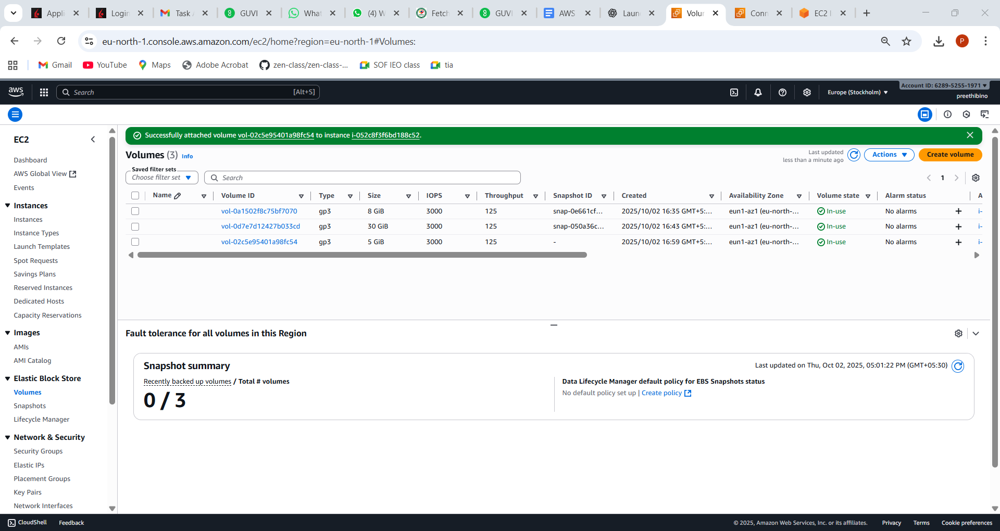 Appli
Login
Task
GUVI
What
(4) W
Fetch
GUVI
AWS
Laun
Volur
Conn
EC2 I
eu-north-1.console.aws.amazon.com/ec2/home?region=eu-north-1#Volumes:
P
Gmail
YouTube
Maps
Adobe Acrobat
zen-class/zen-class-...
SOF IEO class
tia
aws
Search
[Alt+S]
Europe (Stockholm)
Account ID: 6289-5255-1971
preethibino
EC2
Dashboard
AWS Global View
Events
Instances
Instances
Instance Types
Launch Templates
Spot Requests
Savings Plans
Reserved Instances
Dedicated Hosts
Capacity Reservations
Images
AMIs
AMI Catalog
Elastic Block Store
Volumes
Snapshots
Lifecycle Manager
Network & Security
Security Groups
Elastic IPs
Placement Groups
Key Pairs
Network Interfaces
Successfully attached volume vol-02c5e95401a98fc54 to instance i-052c8f3f6bd188c52.
Volumes (3) Info
Last updated
less than a minute ago
Actions
Create volume
Saved filter sets
Choose filter set
Search
1
Name Volume ID Type Size IOPS Throughput Snapshot ID Created Availability Zone Volume state Alarm status A
vol-0a1502f8c75bf7070 gp3 8 GiB 3000 125 snap-0e661cf... 2025/10/02 16:35 GMT+5:... eun1-az1 (eu-north-... In-use No alarms + i-
vol-0d7e7d12427b033cd gp3 30 GiB 3000 125 snap-050a36c... 2025/10/02 16:43 GMT+5:... eun1-az1 (eu-north-... In-use No alarms + i-
vol-02c5e95401a98fc54 gp3 5 GiB 3000 125 - 2025/10/02 16:59 GMT+5:... eun1-az1 (eu-north-... In-use No alarms + i-
Fault tolerance for all volumes in this Region
Snapshot summary
Last updated on Thu, Oct 02, 2025, 05:01:22 PM (GMT+05:30)
Recently backed up volumes / Total # volumes
0 / 3
Data Lifecycle Manager default policy for EBS Snapshots status
No default policy set up | Create policy
CloudShell
Feedback
© 2025, Amazon Web Services, Inc. or its affiliates.
Privacy
Terms
Cookie preferences